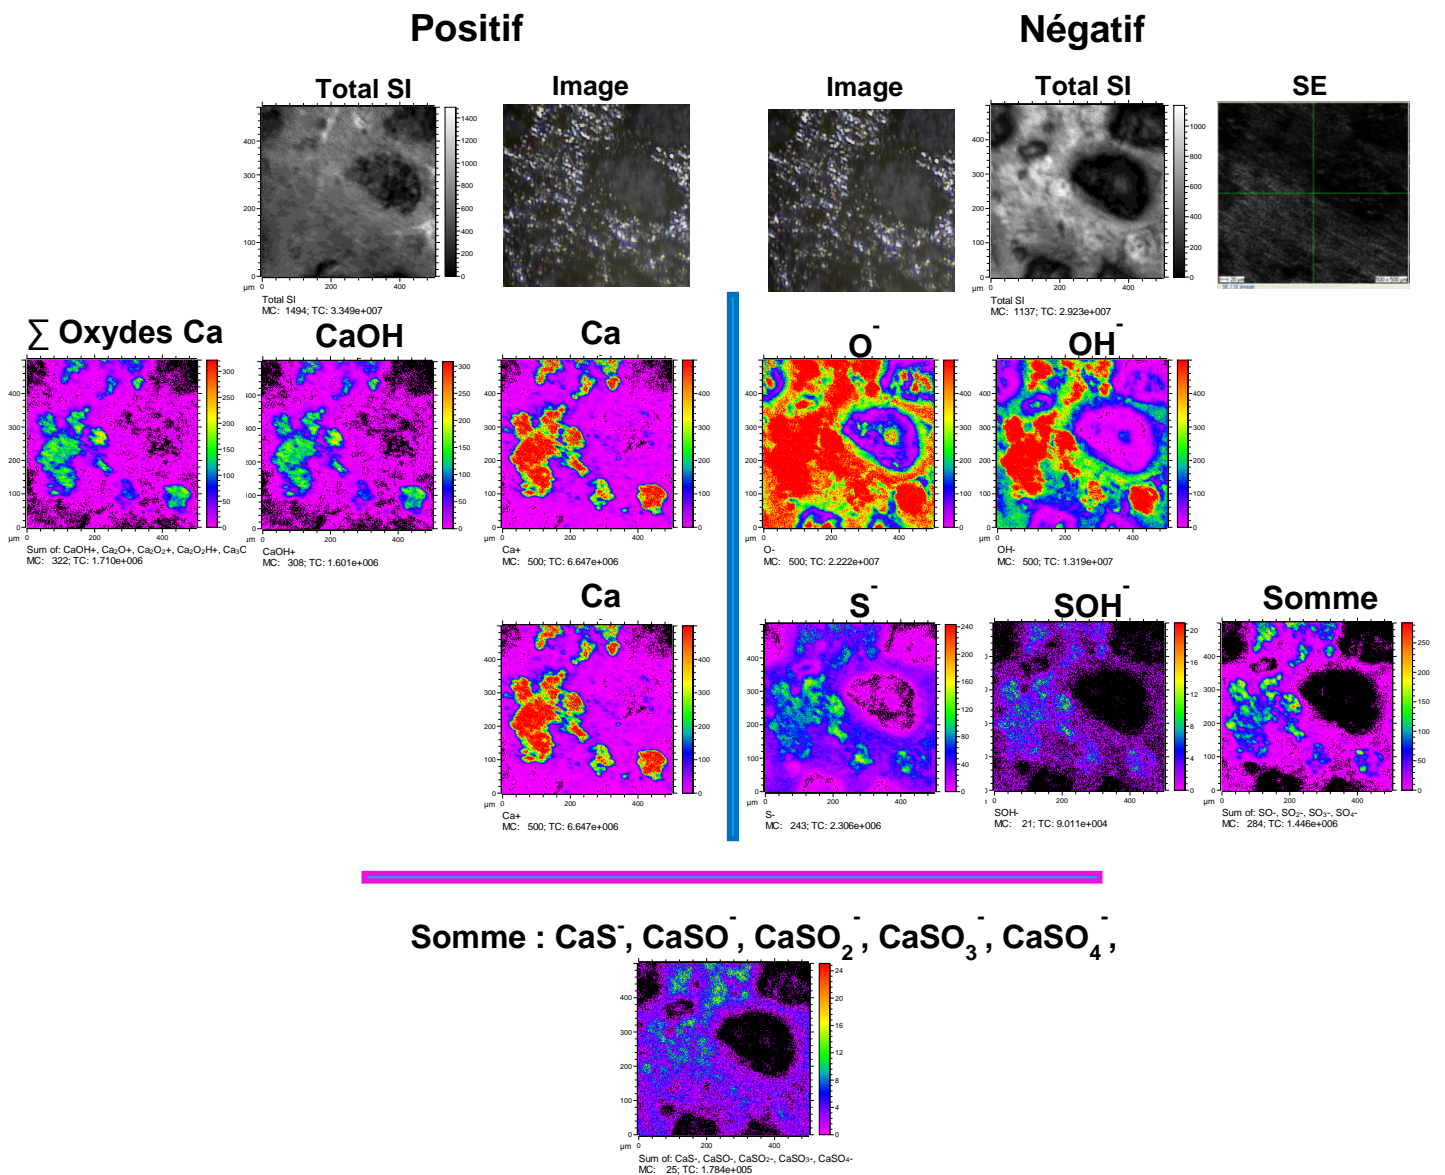 Positif
Négatif
Total SI
Image
Image
Total SI
SE
Total SI
MC: 1494; TC: 3.349e+007
Total SI
MC: 1137; TC: 2.923e+007
∑ Oxydes Ca
CaOH
Ca
O⁻
OH⁻
Sum of: CaOH+, Ca₂O+, Ca₂O₂+, Ca₂O₂H+, Ca₃O
MC: 322; TC: 1.710e+006
CaOH+
MC: 308; TC: 1.601e+006
Ca+
MC: 500; TC: 6.647e+006
O-
MC: 500; TC: 2.222e+007
OH-
MC: 500; TC: 1.319e+007
Ca
S⁻
SOH⁻
Somme
Ca+
MC: 500; TC: 6.647e+006
S-
MC: 243; TC: 2.306e+006
SOH-
MC: 21; TC: 9.011e+004
Sum of: SO-, SO₂-, SO₃-, SO₄-
MC: 284; TC: 1.446e+006
Somme : CaS⁻, CaSO⁻, CaSO₂⁻, CaSO₃⁻, CaSO₄⁻,
Sum of: CaS-, CaSO-, CaSO₂-, CaSO₃-, CaSO₄-
MC: 25; TC: 1.784e+005